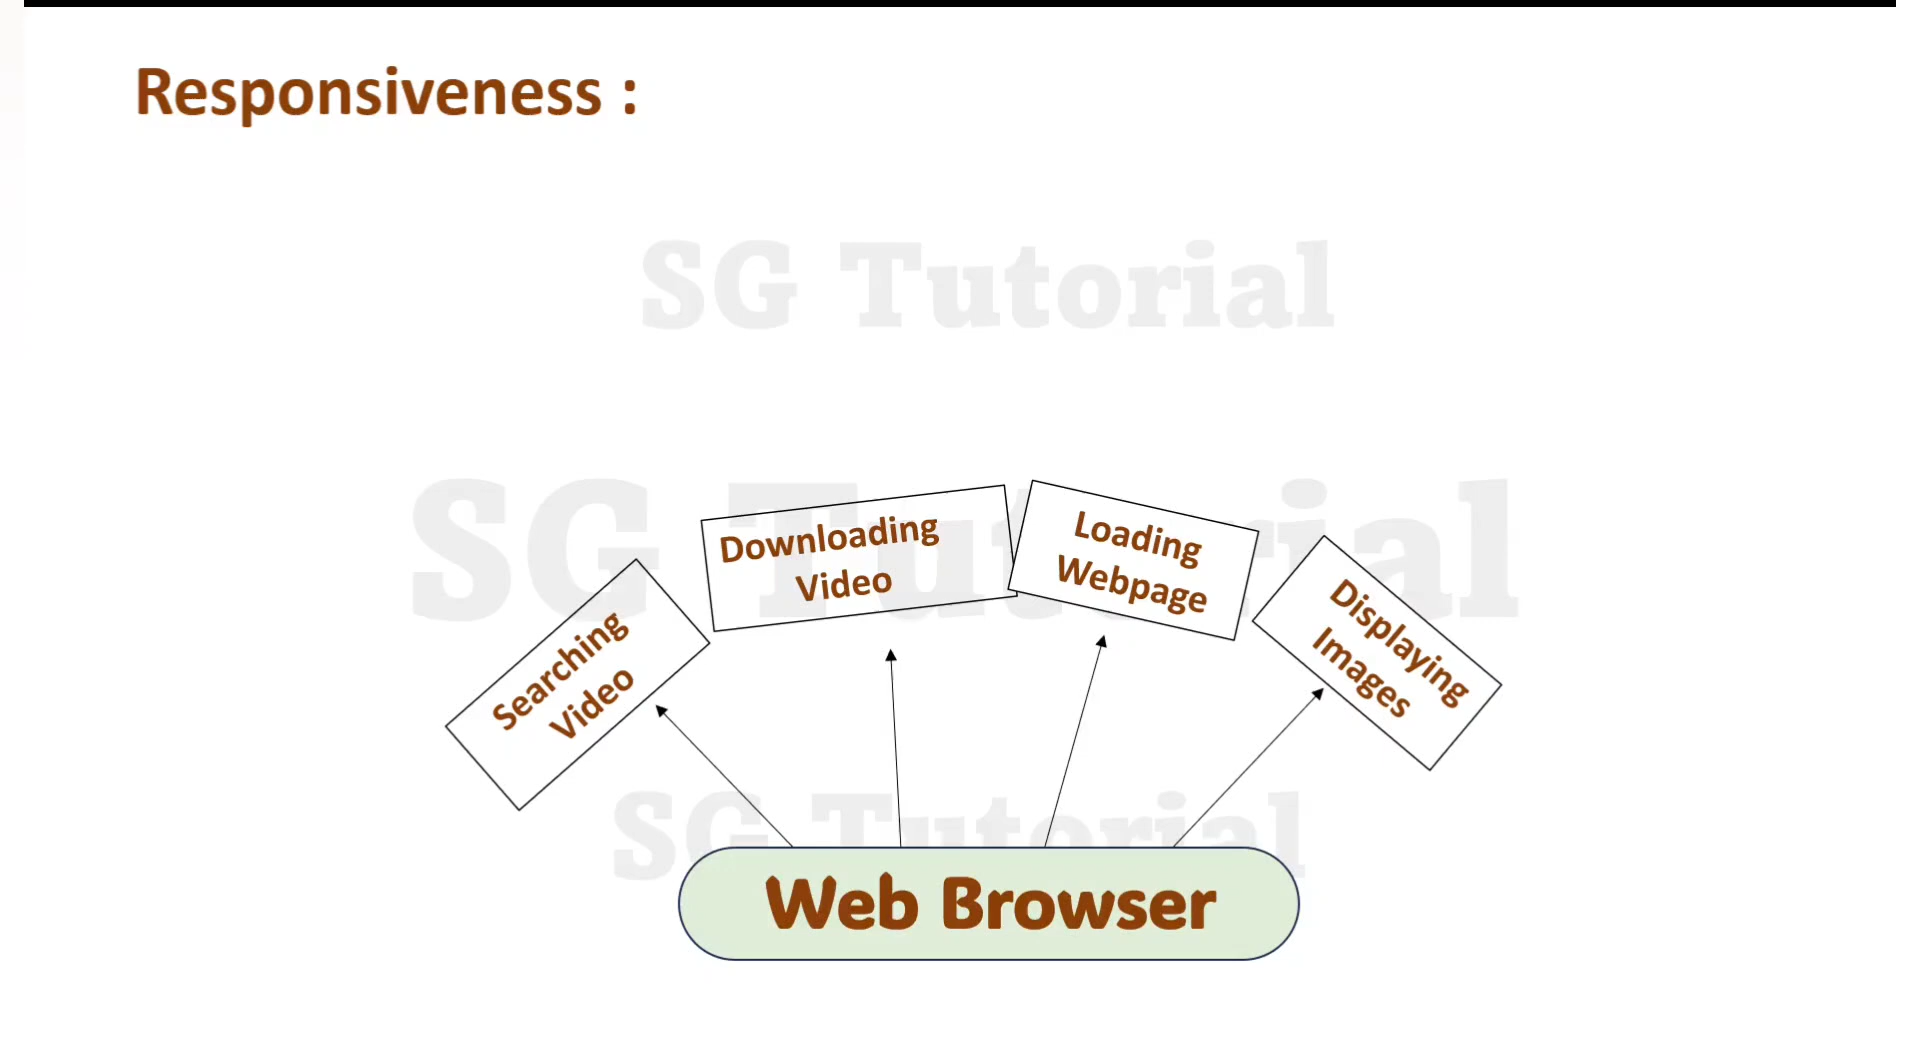 Responsiveness :
SG Tutorial
SG Tutorial
Searching
Video
Downloading
Video
Loading
Webpage
Displaying
Images
SG Tutorial
Web Browser